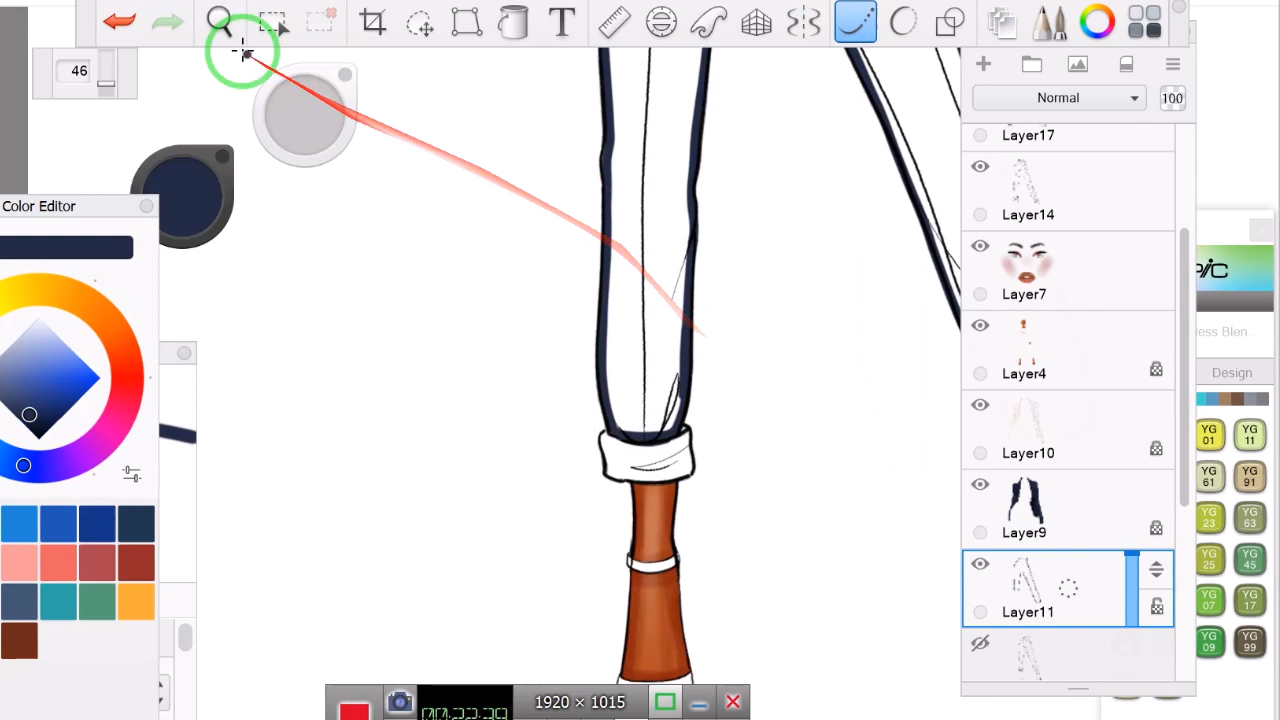 T
46
Color Editor
Normal
100
Layer17
Layer14
Layer7
Layer4
Layer10
Layer9
Layer11
ess Blen...
Design
YG
01
YG
11
YG
61
YG
91
YG
23
YG
63
YG
25
YG
45
YG
07
YG
17
YG
09
YG
99
1920 × 1015